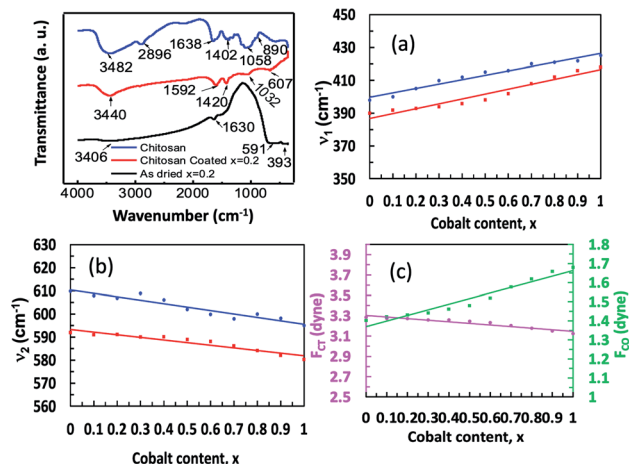 Transmittance (a. u.)
1638
1402
890
3482
2896
1058
1592
607
1420
1032
3440
1630
3406
591
393
Chitosan
Chitosan Coated x=0.2
As dried x=0.2
4000 3000 2000 1000
Wavenumber (cm-1)
(a)
ν1 (cm-1)
450
430
410
390
370
350
0 0.1 0.2 0.3 0.4 0.5 0.6 0.7 0.8 0.9 1
Cobalt content, x
(b)
ν2 (cm-1)
630
620
610
600
590
580
570
560
0 0.1 0.2 0.3 0.4 0.5 0.6 0.7 0.8 0.9 1
Cobalt content, x
(c)
FCT (dyne)
3.9
3.7
3.5
3.3
3.1
2.9
2.7
2.5
FCO (dyne)
1.8
1.7
1.6
1.5
1.4
1.3
1.2
1.1
1
0 0.10.20.30.40.50.60.70.80.9 1
Cobalt content, x